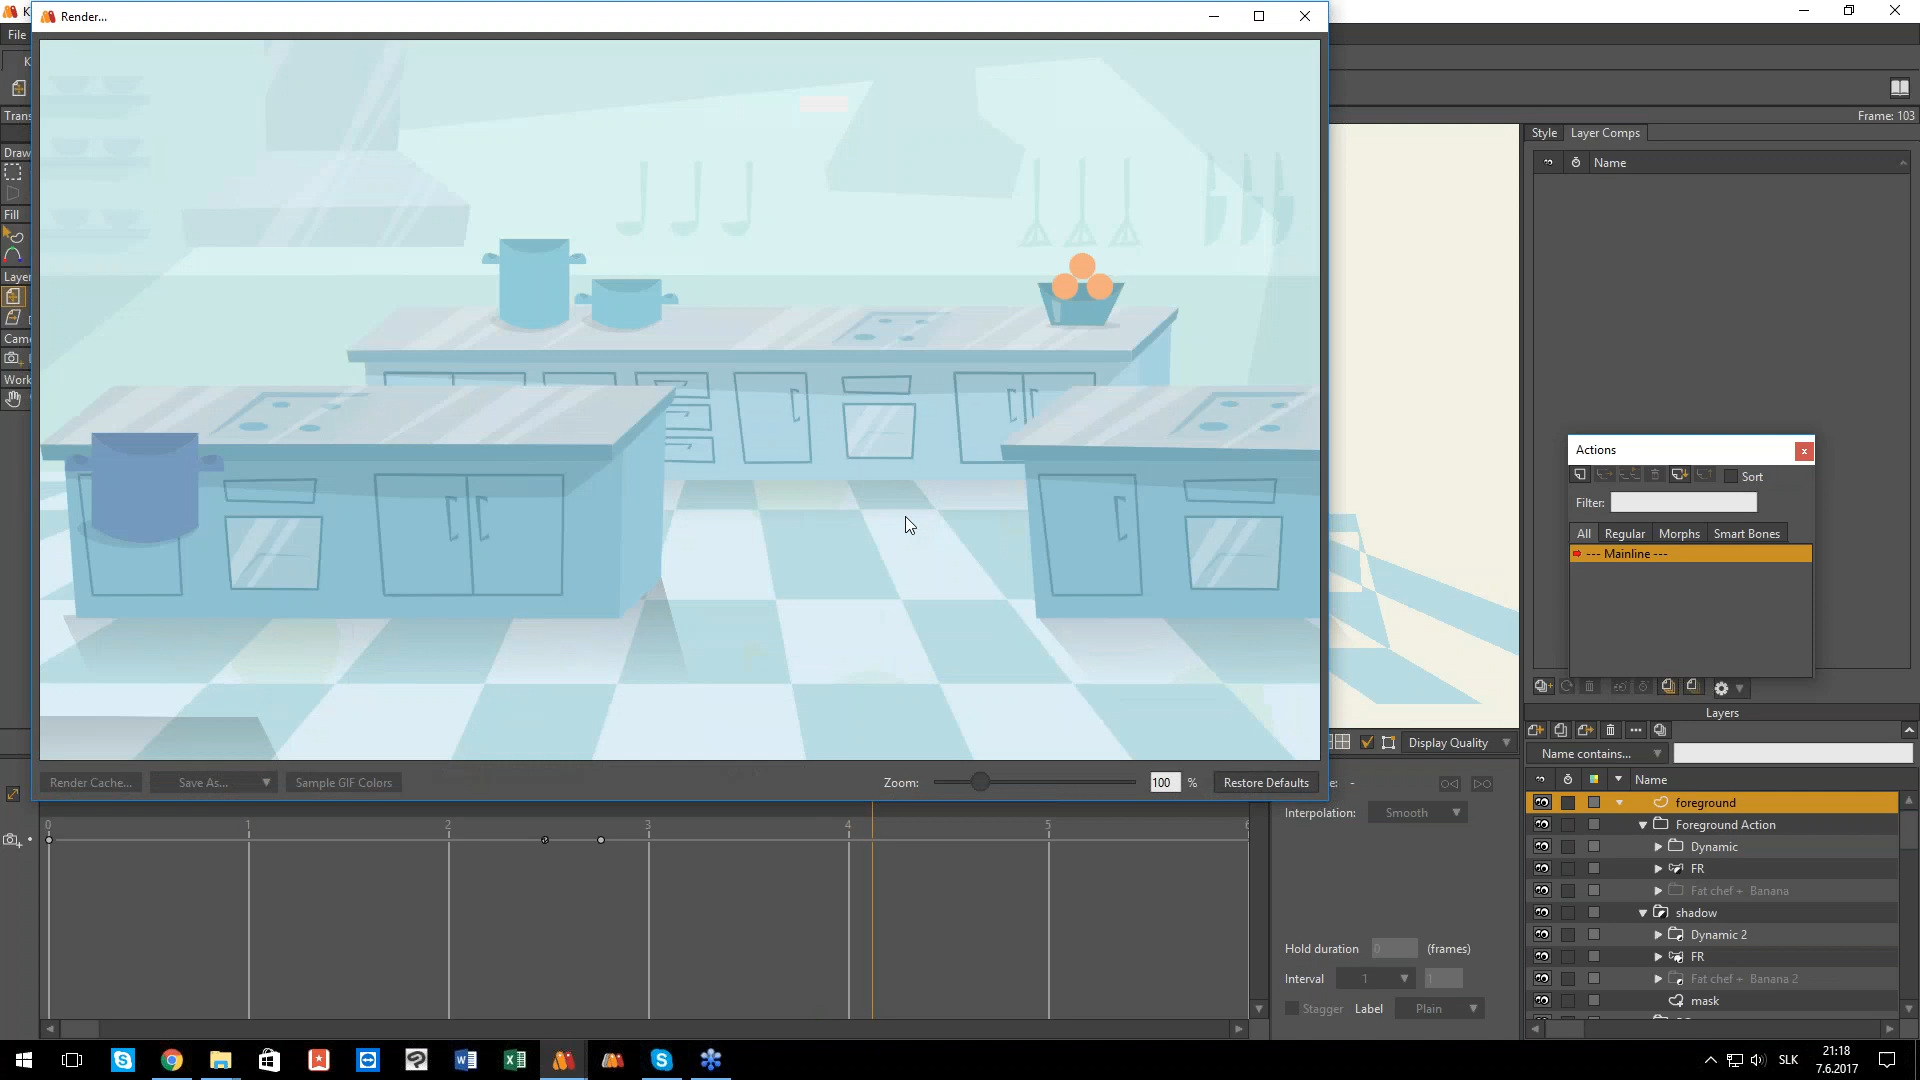 K
Render...
File
K
Trans
Frame: 103
Style
Layer Comps
Draw
Name
Fill
Layer
Came
Work
Actions
x
Sort
Filter:
All
Regular
Morphs
Smart Bones
--- Mainline ---
Layers
Display Quality
Name contains...
Name
Render Cache...
Save As...
Sample GIF Colors
Zoom:
100
%
Restore Defaults
e:
-
Interpolation:
Smooth
0
1
2
3
4
5
6
foreground
Foreground Action
Dynamic
FR
Fat chef + Banana
shadow
Dynamic 2
FR
Fat chef + Banana 2
mask
Hold duration
0
(frames)
Interval
1
1
Stagger
Label
Plain
SLK
21:18
7.6.2017